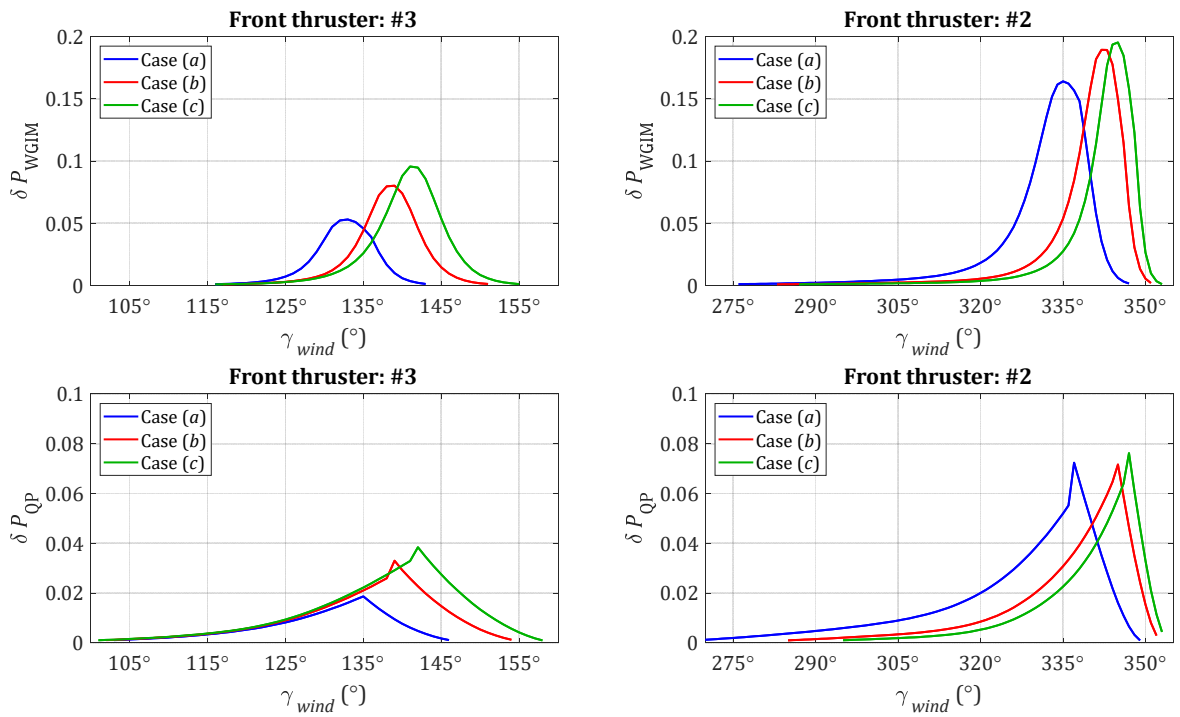 Front thruster: #3
0.2
0.15
0.1
0.05
0
δ P_WGIM
Case (a)
Case (b)
Case (c)
105° 115° 125° 135° 145° 155°
γ_wind (°)
Front thruster: #2
0.2
0.15
0.1
0.05
0
δ P_WGIM
Case (a)
Case (b)
Case (c)
275° 290° 305° 320° 335° 350°
γ_wind (°)
Front thruster: #3
0.1
0.08
0.06
0.04
0.02
0
δ P_QP
Case (a)
Case (b)
Case (c)
105° 115° 125° 135° 145° 155°
γ_wind (°)
Front thruster: #2
0.1
0.08
0.06
0.04
0.02
0
δ P_QP
Case (a)
Case (b)
Case (c)
275° 290° 305° 320° 335° 350°
γ_wind (°)